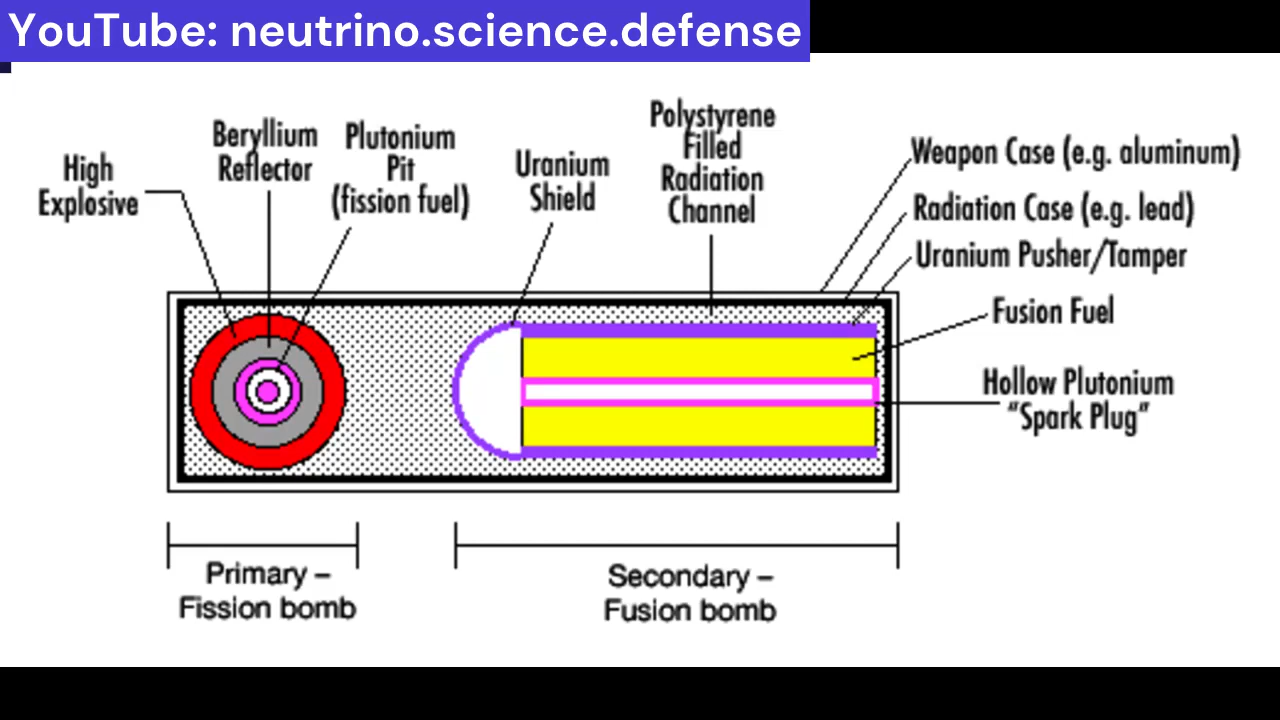 YouTube: neutrino.science.defense
High
Explosive
Beryllium
Reflector
Plutonium
Pit
(fission fuel)
Uranium
Shield
Polystyrene
Filled
Radiation
Channel
Weapon Case (e.g. aluminum)
Radiation Case (e.g. lead)
Uranium Pusher/Tamper
Fusion Fuel
Hollow Plutonium
"Spark Plug"
Primary –
Fission bomb
Secondary –
Fusion bomb